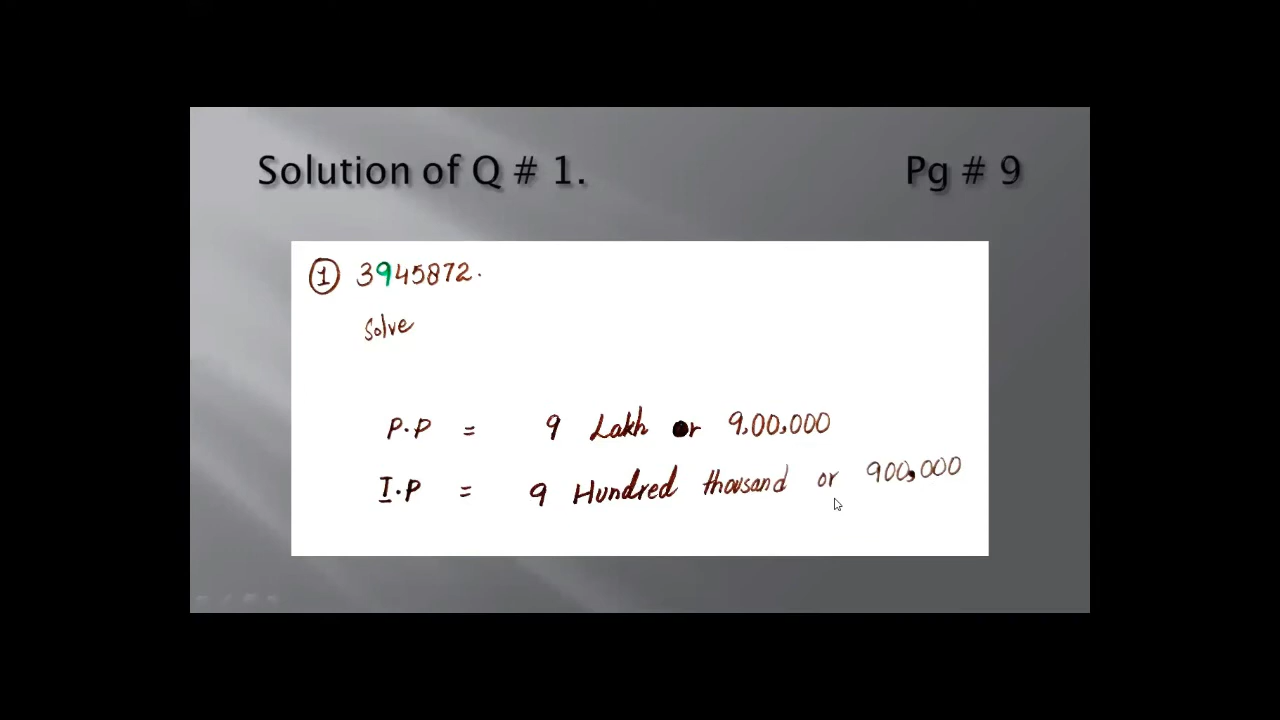 Solution of Q # 1. Pg # 9
① 3945872.
Solve
P.P = 9 Lakh or 9,00,000
I.P = 9 Hundred thousand or 900,000